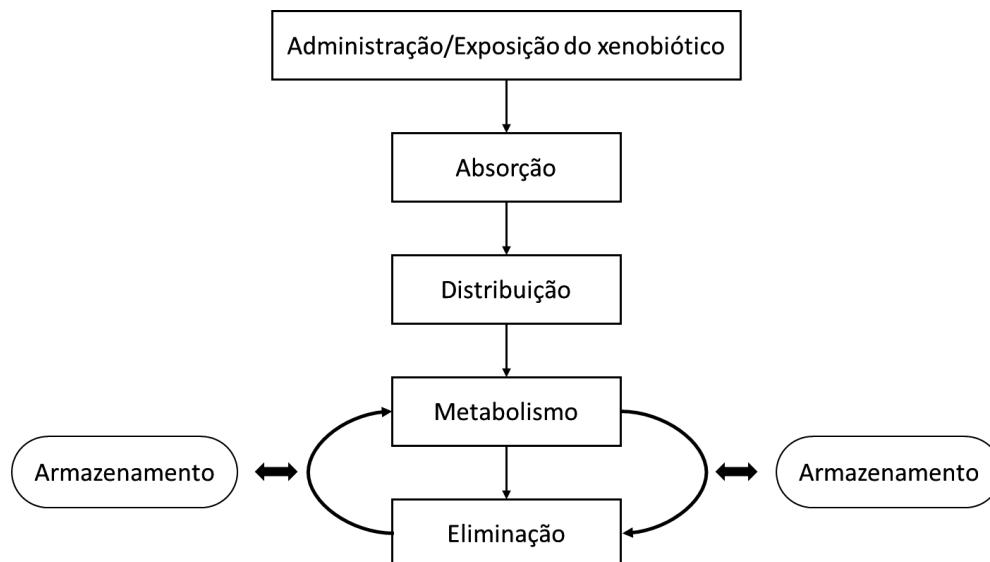 Administração/Exposição do xenobiótico
Absorção
Distribuição
Metabolismo
Armazenamento
Armazenamento
Eliminação